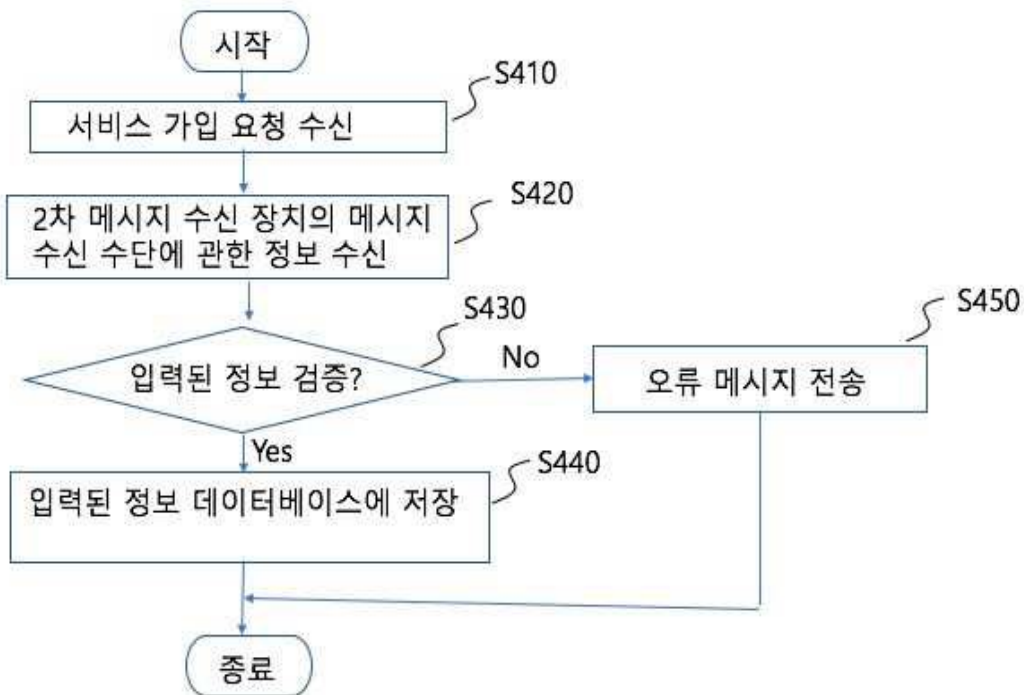 시작
S410
서비스 가입 요청 수신
S420
2차 메시지 수신 장치의 메시지
수신 수단에 관한 정보 수신
S430
입력된 정보 검증?
No
S450
오류 메시지 전송
Yes
S440
입력된 정보 데이터베이스에 저장
종료